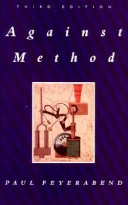 THIRD EDITION
Against
Method
PAUL FEYERABEND